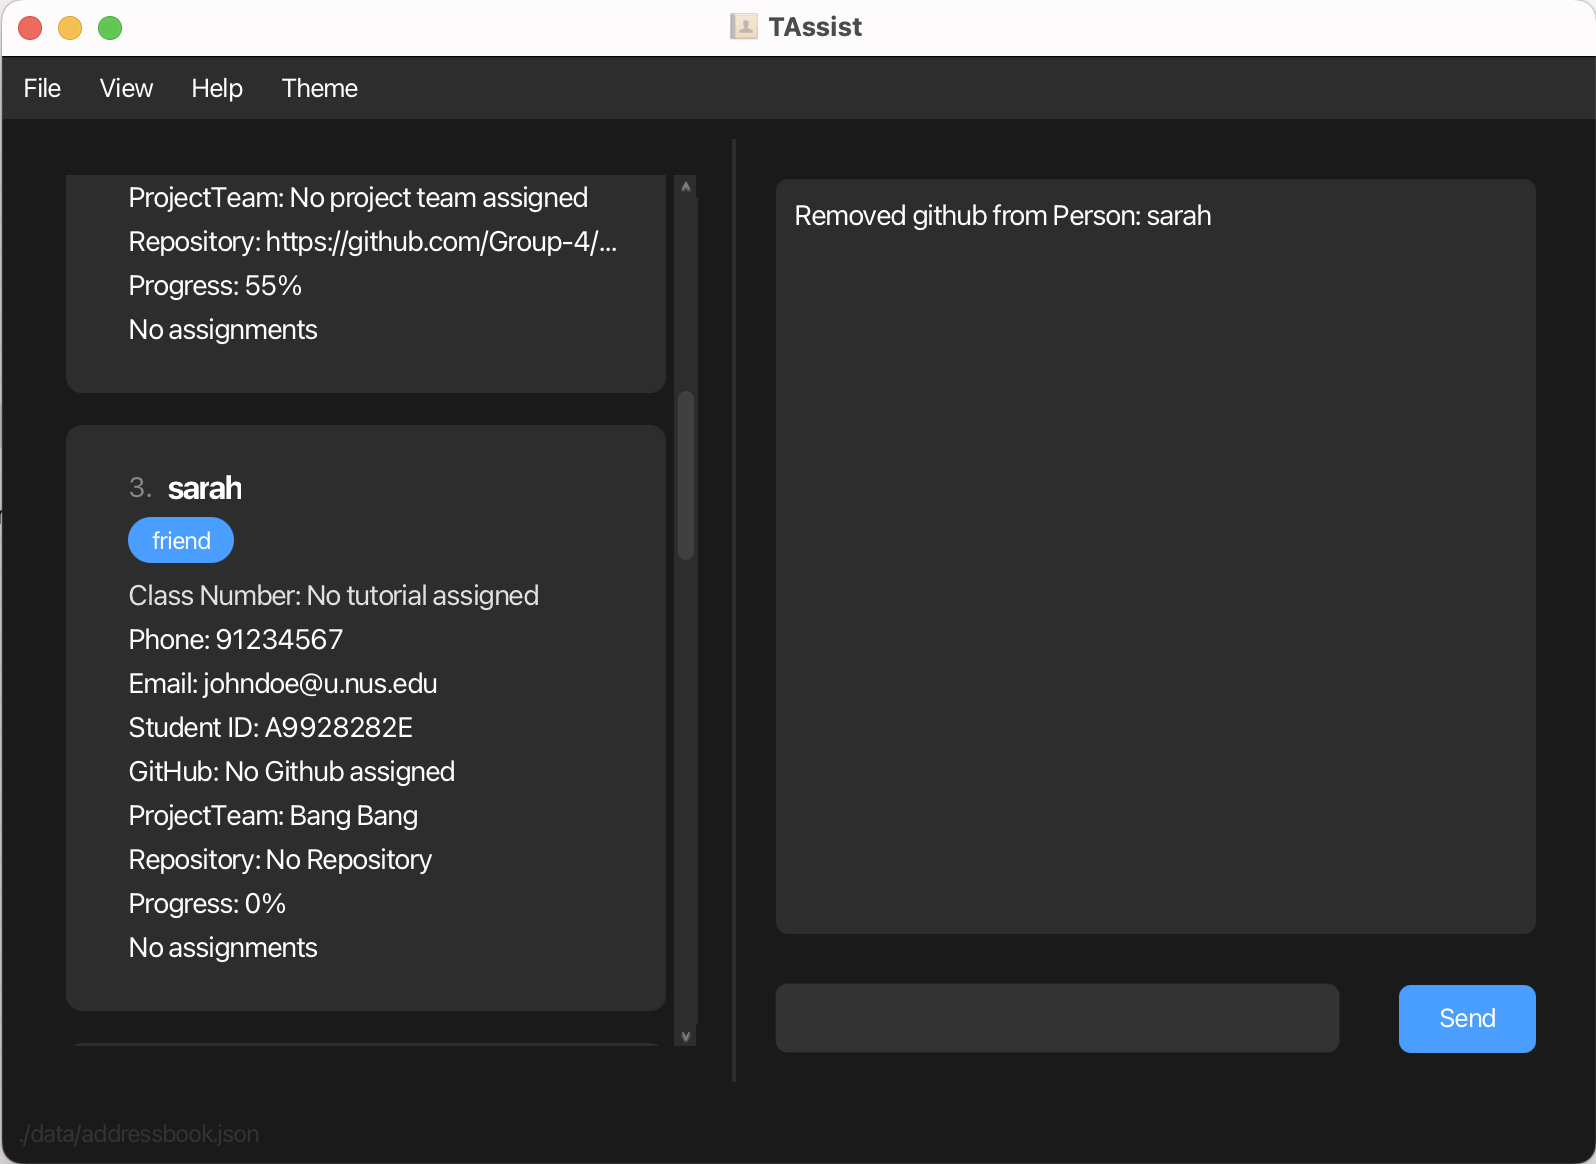 TAssist
File View Help Theme
ProjectTeam: No project team assigned
Repository: https://github.com/Group-4/...
Progress: 55%
No assignments
3. sarah
friend
Class Number: No tutorial assigned
Phone: 91234567
Email: johndoe@u.nus.edu
Student ID: A9928282E
GitHub: No Github assigned
ProjectTeam: Bang Bang
Repository: No Repository
Progress: 0%
No assignments
Removed github from Person: sarah
Send
./data/addressbook.json